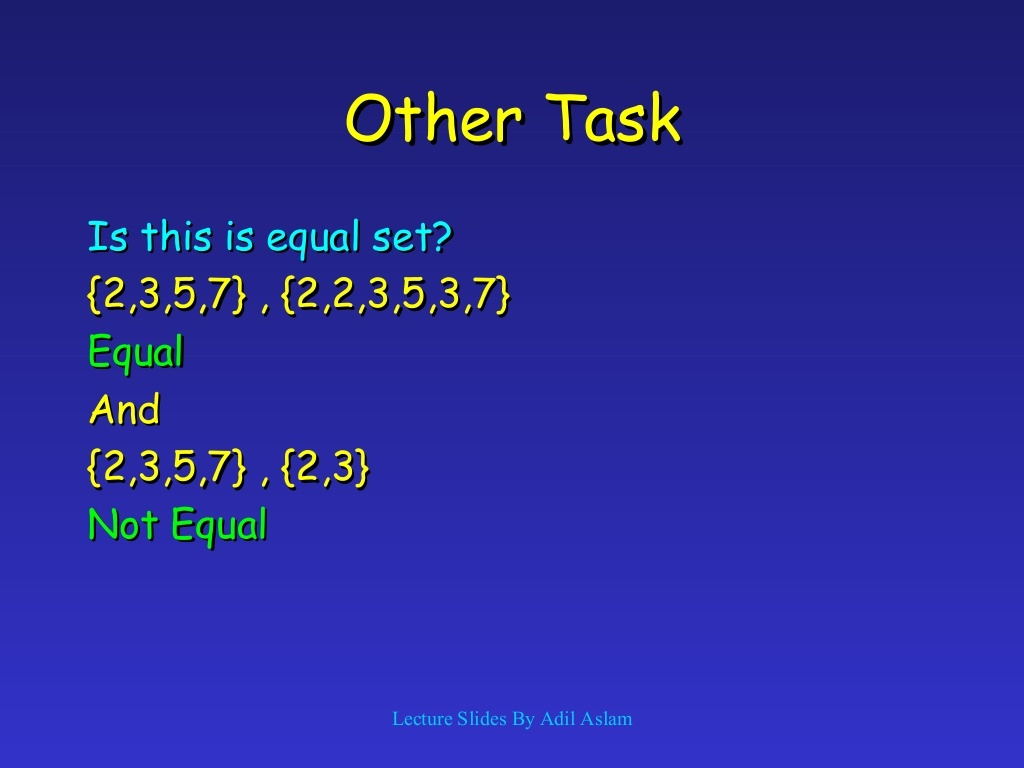 Other Task
Is this is equal set?
{2,3,5,7} , {2,2,3,5,3,7}
Equal
And
{2,3,5,7} , {2,3}
Not Equal
Lecture Slides By Adil Aslam